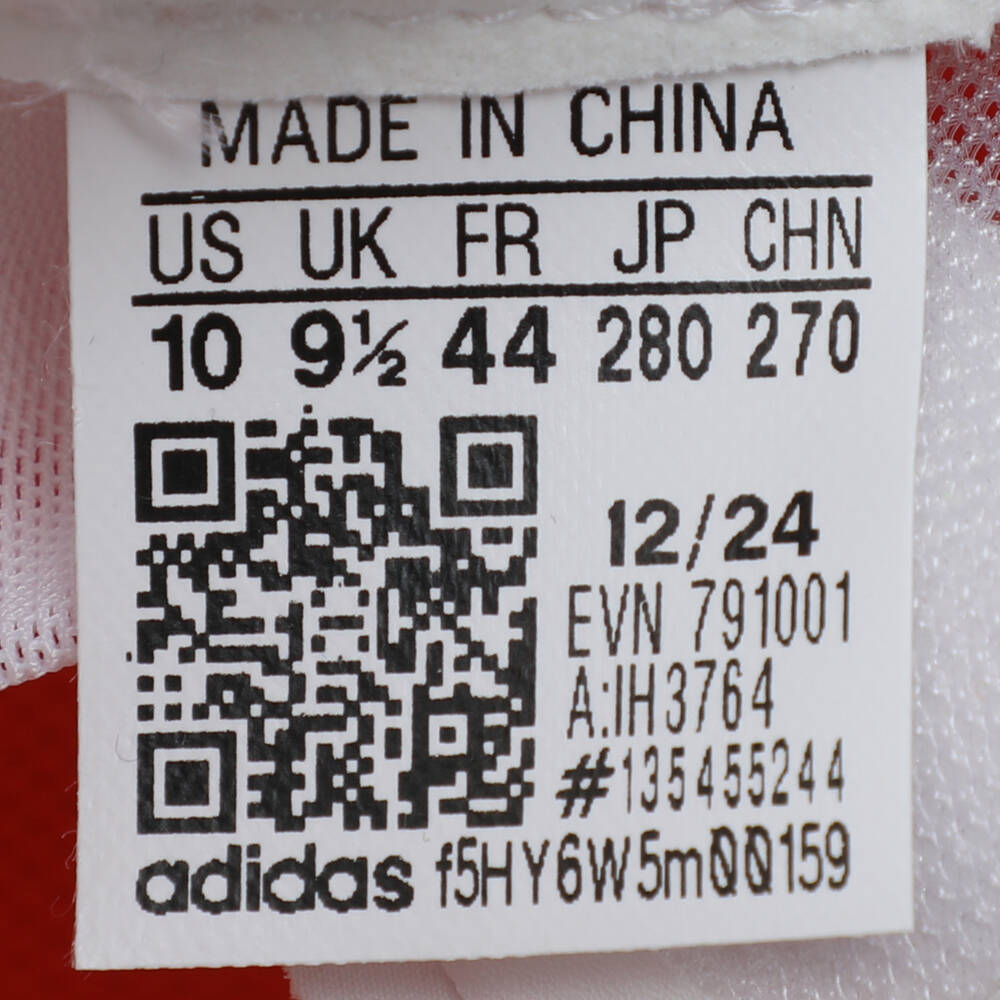 MADE IN CHINA
US UK FR JP CHN
10 9½ 44 280 270
12/24
EVN 791001
A:IH3764
#135455244
adidas f5HY6W5m00159